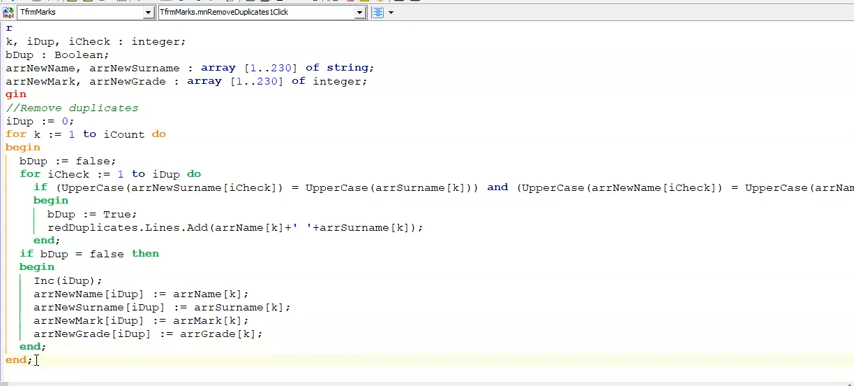 TfrmMarks TfrmMarks.mnRemoveDuplicates1Click
r
k, iDup, iCheck : integer;
bDup : Boolean;
arrNewName, arrNewSurname : array [1..230] of string;
arrNewMark, arrNewGrade : array [1..230] of integer;
gin
//Remove duplicates
iDup := 0;
for k := 1 to iCount do
begin
bDup := false;
for iCheck := 1 to iDup do
if (UpperCase(arrNewSurname[iCheck]) = UpperCase(arrSurname[k])) and (UpperCase(arrNewName[iCheck]) = UpperCase(arrNam
begin
bDup := True;
redDuplicates.Lines.Add(arrName[k]+' '+arrSurname[k]);
end;
if bDup = false then
begin
Inc(iDup);
arrNewName[iDup] := arrName[k];
arrNewSurname[iDup] := arrSurname[k];
arrNewMark[iDup] := arrMark[k];
arrNewGrade[iDup] := arrGrade[k];
end;
end;